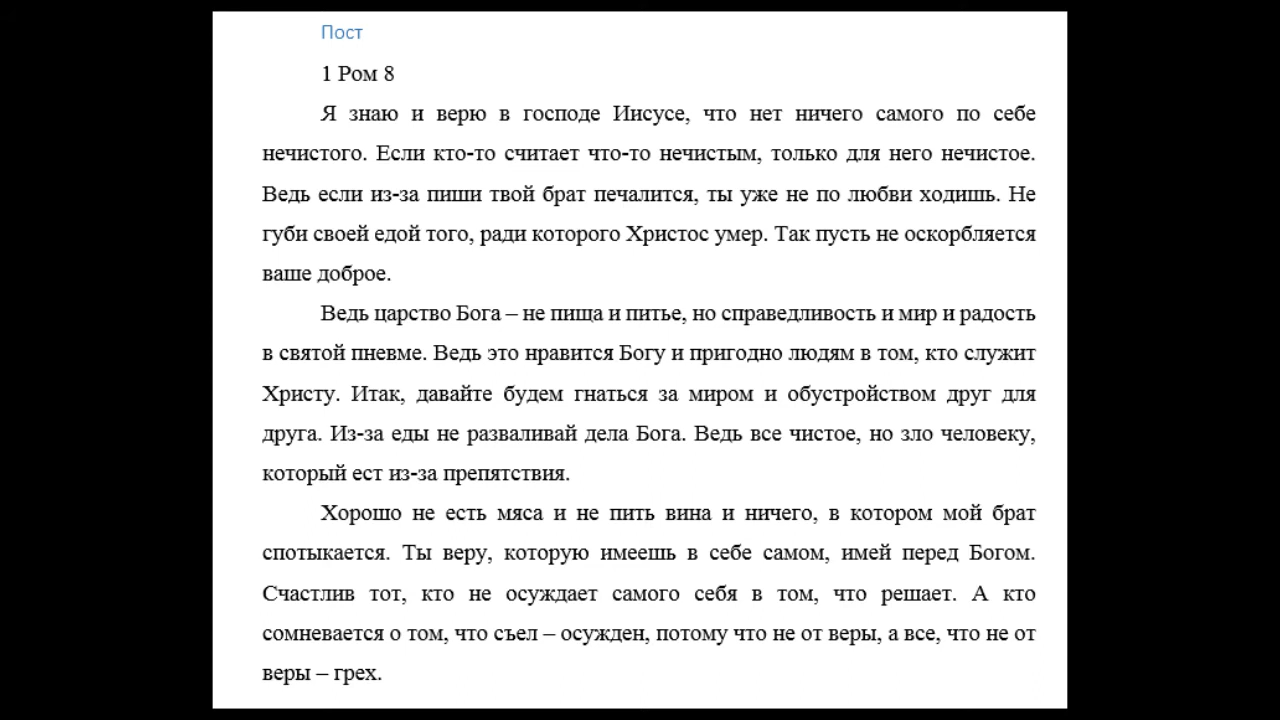 Пост
1 Ром 8
Я знаю и верю в господе Иисусе, что нет ничего самого по себе
нечистого. Если кто-то считает что-то нечистым, только для него нечистое.
Ведь если из-за пиши твой брат печалится, ты уже не по любви ходишь. Не
губи своей едой того, ради которого Христос умер. Так пусть не оскорбляется
ваше доброе.
Ведь царство Бога – не пища и питье, но справедливость и мир и радость
в святой пневме. Ведь это нравится Богу и пригодно людям в том, кто служит
Христу. Итак, давайте будем гнаться за миром и обустройством друг для
друга. Из-за еды не разваливай дела Бога. Ведь все чистое, но зло человеку,
который ест из-за препятствия.
Хорошо не есть мяса и не пить вина и ничего, в котором мой брат
спотыкается. Ты веру, которую имеешь в себе самом, имей перед Богом.
Счастлив тот, кто не осуждает самого себя в том, что решает. А кто
сомневается о том, что съел – осужден, потому что не от веры, а все, что не от
веры – грех.